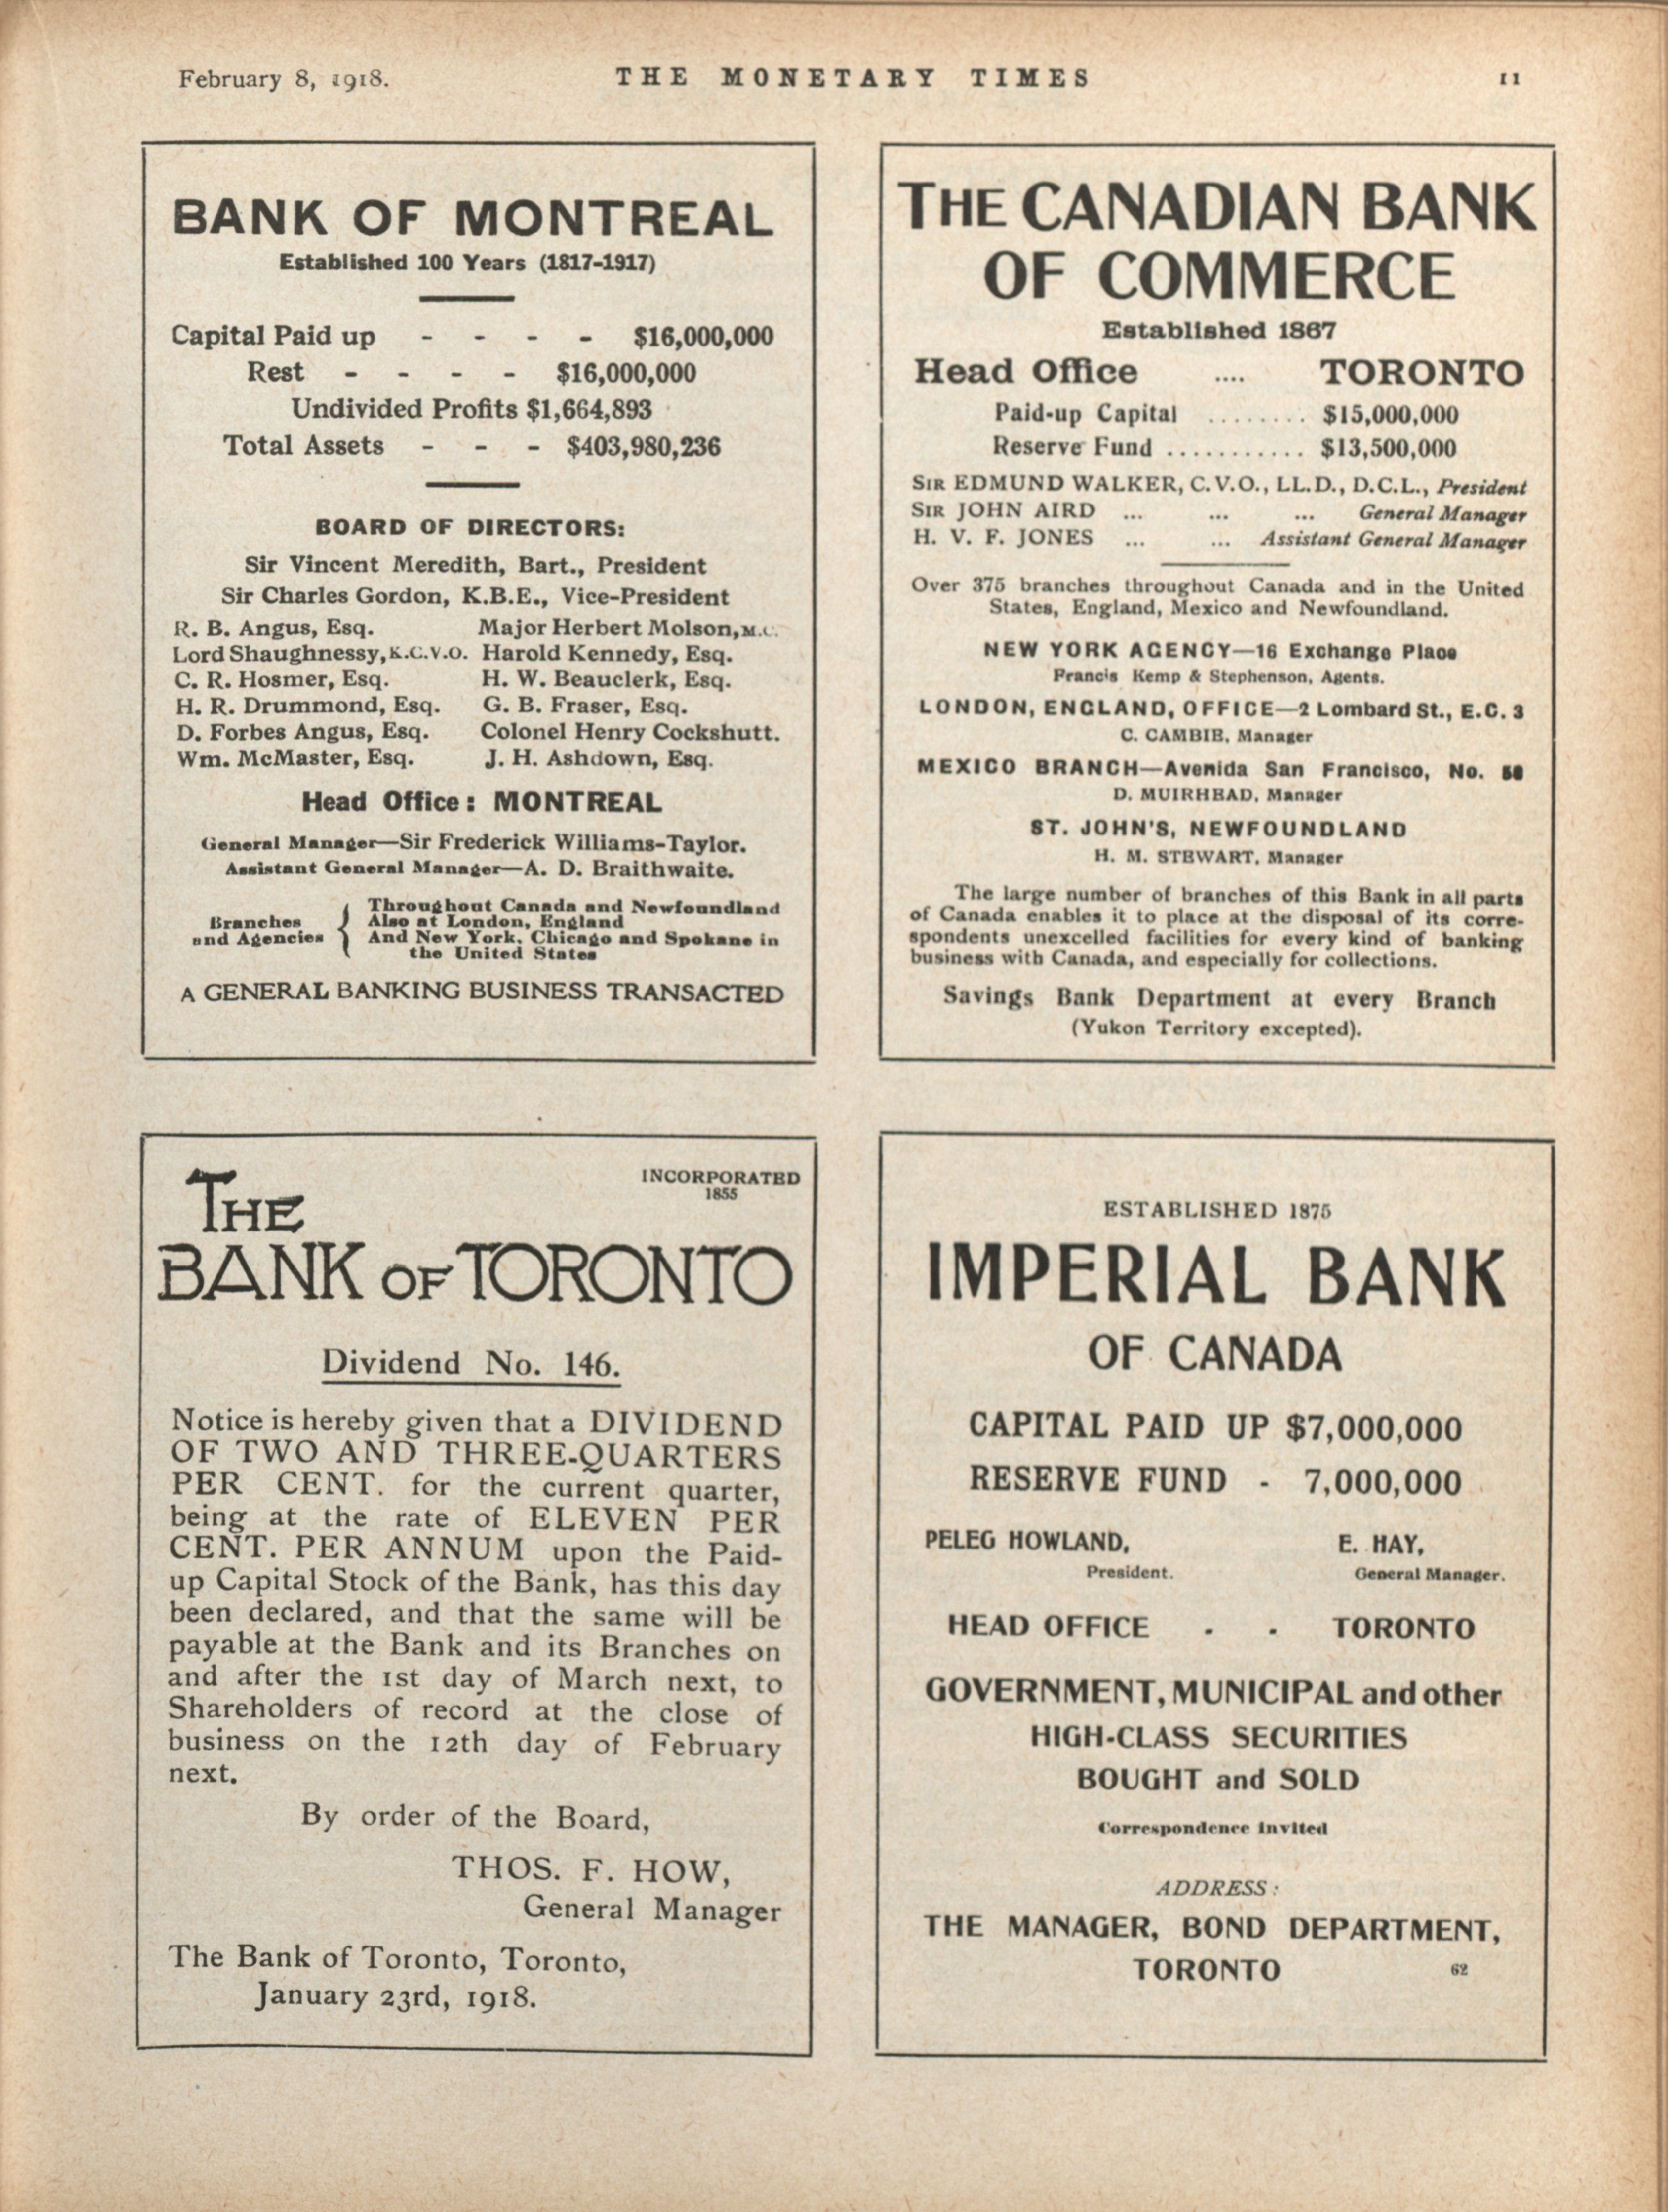 February 8, 1918.
THE MONETARY TIMES
11
BANK OF MONTREAL
Established 100 Years (1817-1917)
Capital Paid up - - - - $16,000,000
Rest - - - - $16,000,000
Undivided Profits $1,664,893
Total Assets - - - $403,980,236
BOARD OF DIRECTORS:
Sir Vincent Meredith, Bart., President
Sir Charles Gordon, K.B.E., Vice-President
R. B. Angus, Esq. Major Herbert Molson, M.C.
Lord Shaughnessy, K.C.V.O. Harold Kennedy, Esq.
C. R. Hosmer, Esq. H. W. Beauclerk, Esq.
H. R. Drummond, Esq. G. B. Fraser, Esq.
D. Forbes Angus, Esq. Colonel Henry Cockshutt.
Wm. McMaster, Esq. J. H. Ashdown, Esq.
Head Office: MONTREAL
General Manager—Sir Frederick Williams-Taylor.
Assistant General Manager—A. D. Braithwaite.
Branches and Agencies
Throughout Canada and Newfoundland
Also at London, England
And New York, Chicago and Spokane in
the United States
A GENERAL BANKING BUSINESS TRANSACTED
THE CANADIAN BANK
OF COMMERCE
Established 1867
Head Office .... TORONTO
Paid-up Capital ........ $15,000,000
Reserve Fund ........... $13,500,000
SIR EDMUND WALKER, C.V.O., LL.D., D.C.L., President
SIR JOHN AIRD ... ... ... General Manager
H. V. F. JONES ... ... Assistant General Manager
Over 375 branches throughout Canada and in the United
States, England, Mexico and Newfoundland.
NEW YORK AGENCY—16 Exchange Place
Francis Kemp & Stephenson, Agents.
LONDON, ENGLAND, OFFICE—2 Lombard St., E.C. 3
C. CAMBIE, Manager
MEXICO BRANCH—Avenida San Francisco, No.
D. MUIRHEAD, Manager
ST. JOHN'S, NEWFOUNDLAND
H. M. STEWART, Manager
The large number of branches of this Bank in all parts
of Canada enables it to place at the disposal of its corre-
spondents unexcelled facilities for every kind of banking
business with Canada, and especially for collections.
Savings Bank Department at every Branch
(Yukon Territory excepted).
INCORPORATED
1855
THE
BANK OF TORONTO
Dividend No. 146.
Notice is hereby given that a DIVIDEND
OF TWO AND THREE-QUARTERS
PER CENT. for the current quarter,
being at the rate of ELEVEN PER
CENT. PER ANNUM upon the Paid-
up Capital Stock of the Bank, has this day
been declared, and that the same will be
payable at the Bank and its Branches on
and after the 1st day of March next, to
Shareholders of record at the close of
business on the 12th day of February
next.
By order of the Board,
THOS. F. HOW,
General Manager
The Bank of Toronto, Toronto,
January 23rd, 1918.
ESTABLISHED 1875
IMPERIAL BANK
OF CANADA
CAPITAL PAID UP $7,000,000
RESERVE FUND - 7,000,000
PELEG HOWLAND, E. HAY,
President. General Manager.
HEAD OFFICE - - TORONTO
GOVERNMENT, MUNICIPAL and other
HIGH-CLASS SECURITIES
BOUGHT and SOLD
Correspondence Invited
ADDRESS:
THE MANAGER, BOND DEPARTMENT,
TORONTO 62